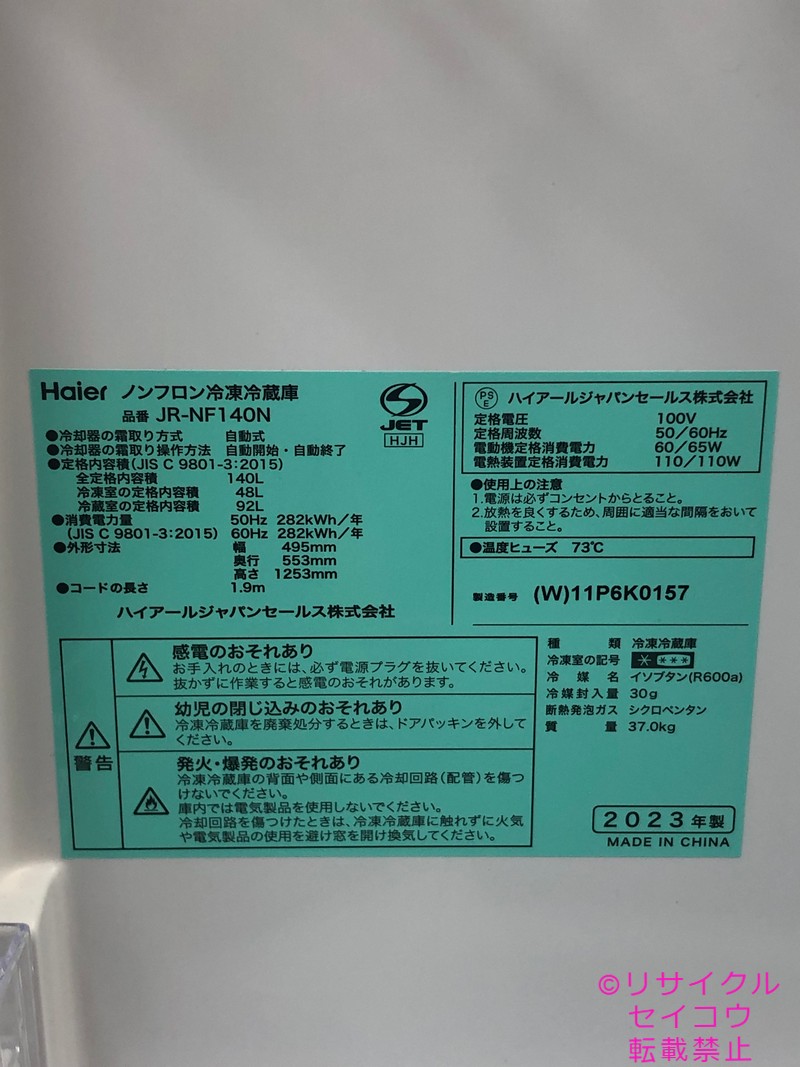 Haier ノンフロン冷凍冷蔵庫
品番 JR-NF140N
●冷却器の霜取り方式 自動式
●冷却器の霜取り操作方法 自動開始・自動終了
●定格内容積(JIS C 9801-3:2015)
全定格内容積 140L
冷凍室の定格内容積 48L
冷蔵室の定格内容積 92L
●消費電力量 50Hz 282kWh/年
(JIS C 9801-3:2015) 60Hz 282kWh/年
●外形寸法 幅 495mm
奥行 553mm
高さ 1253mm
●コードの長さ 1.9m
ハイアールジャパンセールス株式会社
JET
HJH
PSE ハイアールジャパンセールス株式会社
定格電圧 100V
定格周波数 50/60Hz
電動機定格消費電力 60/65W
電熱装置定格消費電力 110/110W
●使用上の注意
1.電源は必ずコンセントからとること。
2.放熱を良くするため、周囲に適当な間隔をおいて
設置すること。
●温度ヒューズ 73℃
製造番号 (W)11P6K0157
警告
感電のおそれあり
お手入れのときには、必ず電源プラグを抜いてください。
抜かずに作業すると感電のおそれがあります。
幼児の閉じ込みのおそれあり
冷凍冷蔵庫を廃棄処分するときは、ドアパッキンを外して
ください。
発火・爆発のおそれあり
冷凍冷蔵庫の背面や側面にある冷却回路(配管)を傷つ
けないでください。
庫内では電気製品を使用しないでください。
冷却回路を傷つけたときは、冷凍冷蔵庫に触れずに火気
や電気製品の使用を避け窓を開け換気してください。
種類 冷凍冷蔵庫
冷凍室の記号 * ***
冷媒名 イソブタン(R600a)
冷媒封入量 30g
断熱発泡ガス シクロペンタン
質量 37.0kg
2023年製
MADE IN CHINA
©リサイクル
セイコウ
転載禁止